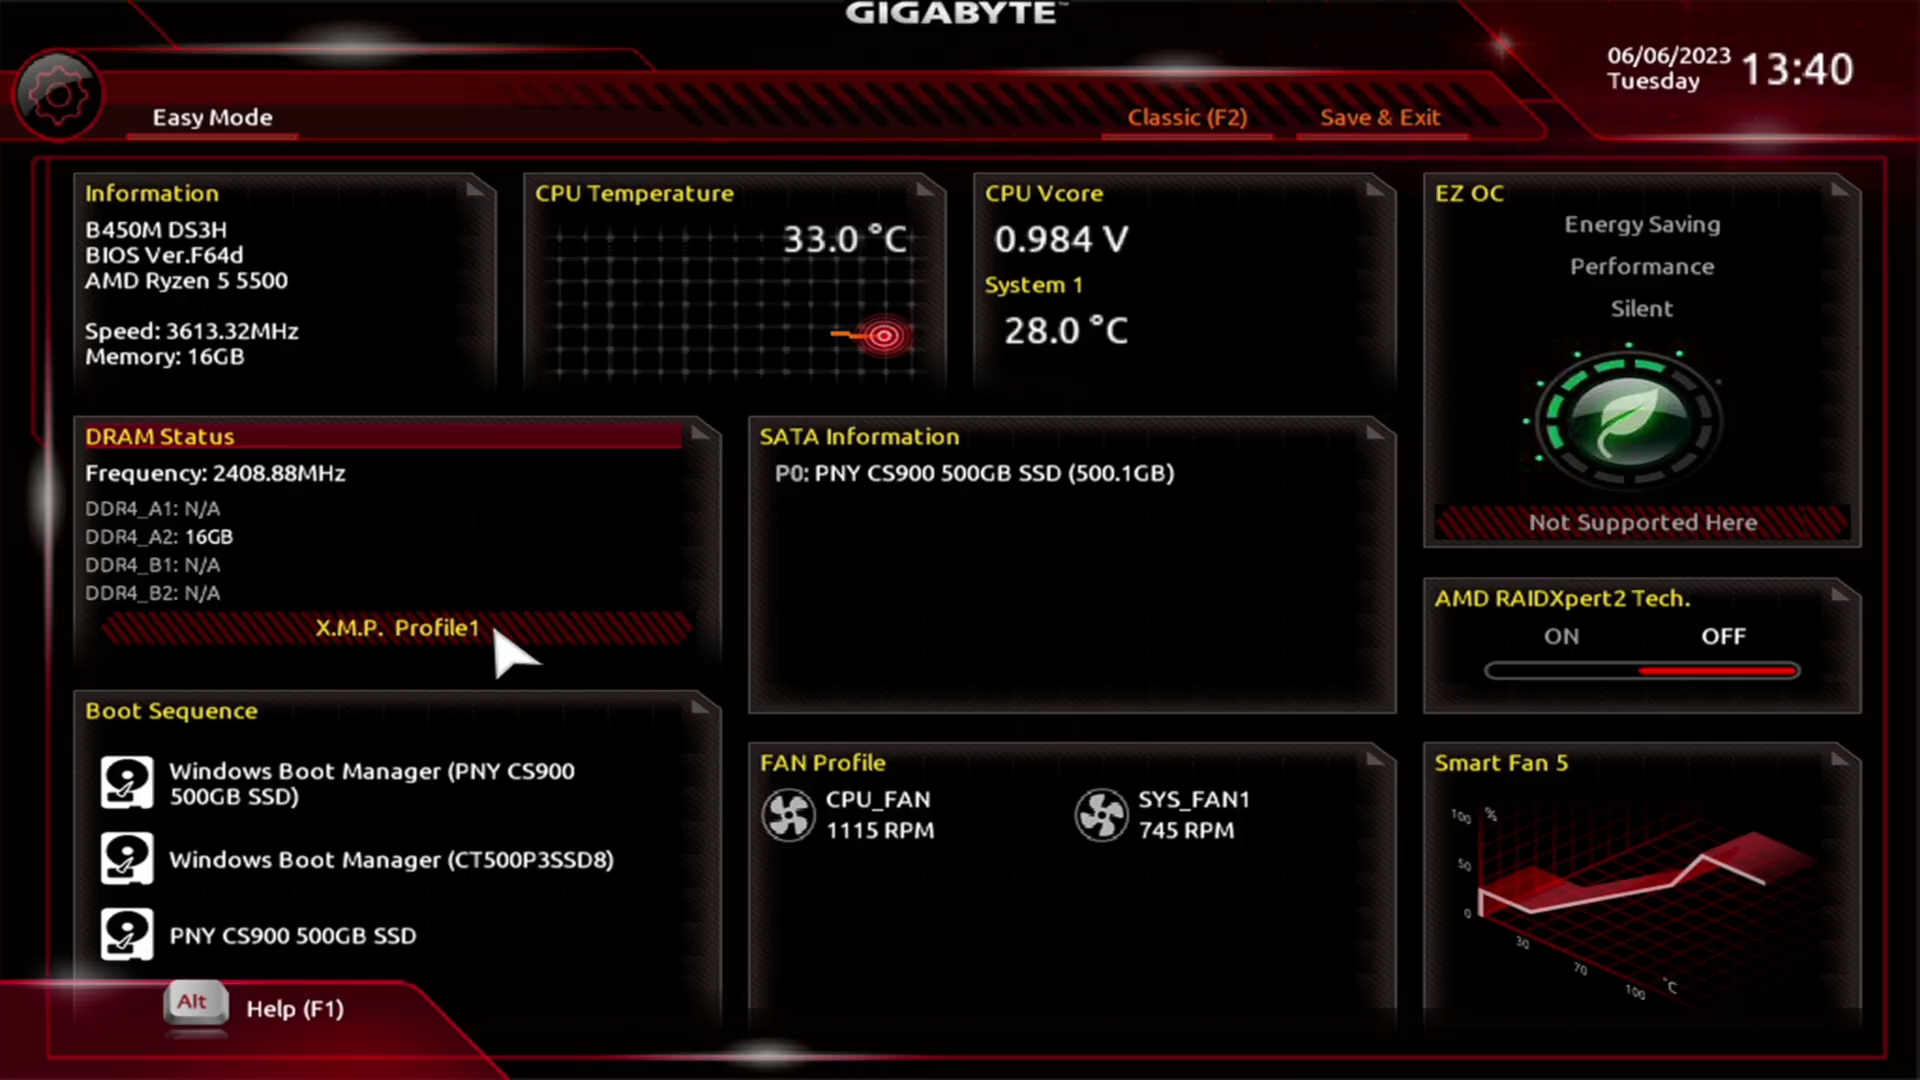 GIGABYTE
06/06/2023
Tuesday
13:40
Easy Mode
Classic (F2)
Save & Exit
Information
B450M DS3H
BIOS Ver.F64d
AMD Ryzen 5 5500
Speed: 3613.32MHz
Memory: 16GB
CPU Temperature
33.0 °C
CPU Vcore
0.984 V
System 1
28.0 °C
EZ OC
Energy Saving
Performance
Silent
Not Supported Here
DRAM Status
Frequency: 2408.88MHz
DDR4_A1: N/A
DDR4_A2: 16GB
DDR4_B1: N/A
DDR4_B2: N/A
X.M.P. Profile1
SATA Information
P0: PNY CS900 500GB SSD (500.1GB)
AMD RAIDXpert2 Tech.
ON OFF
Boot Sequence
Windows Boot Manager (PNY CS900
500GB SSD)
Windows Boot Manager (CT500P3SSD8)
PNY CS900 500GB SSD
FAN Profile
CPU_FAN
1115 RPM
SYS_FAN1
745 RPM
Smart Fan 5
100 %
50
0
30
70
100 °C
Alt
Help (F1)